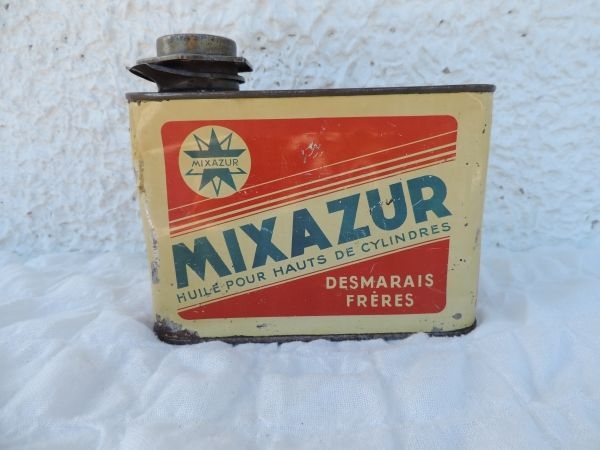 MIXAZUR
MIXAZUR
HUILE POUR HAUTS DE CYLINDRES
DESMARAIS
FRÈRES